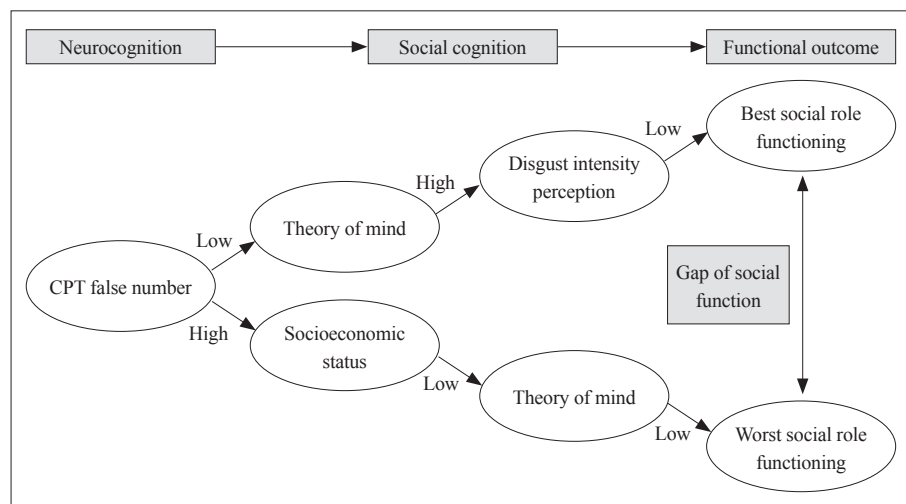 Neurocognition
Social cognition
Functional outcome
Best social role
functioning
Low
Disgust intensity
perception
High
Theory of mind
Low
CPT false number
Gap of social
function
High
Socioeconomic
status
Low
Theory of mind
Low
Worst social role
functioning